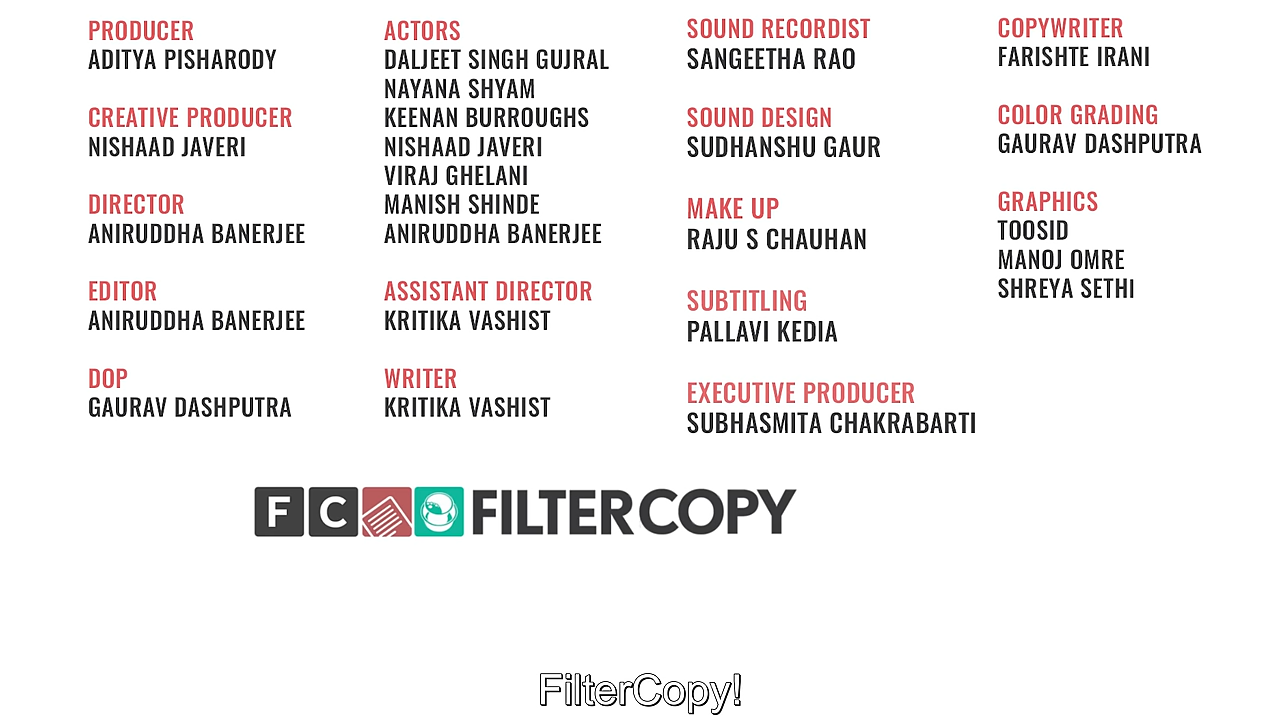 PRODUCER
ADITYA PISHARODY
CREATIVE PRODUCER
NISHAAD JAVERI
DIRECTOR
ANIRUDDHA BANERJEE
EDITOR
ANIRUDDHA BANERJEE
DOP
GAURAV DASHPUTRA
ACTORS
DALJEET SINGH GUJRAL
NAYANA SHYAM
KEENAN BURROUGHS
NISHAAD JAVERI
VIRAJ GHELANI
MANISH SHINDE
ANIRUDDHA BANERJEE
ASSISTANT DIRECTOR
KRITIKA VASHIST
WRITER
KRITIKA VASHIST
SOUND RECORDIST
SANGEETHA RAO
SOUND DESIGN
SUDHANSHU GAUR
MAKE UP
RAJU S CHAUHAN
SUBTITLING
PALLAVI KEDIA
EXECUTIVE PRODUCER
SUBHASMITA CHAKRABARTI
COPYWRITER
FARISHTE IRANI
COLOR GRADING
GAURAV DASHPUTRA
GRAPHICS
TOOSID
MANOJ OMRE
SHREYA SETHI
FC FILTERCOPY
FilterCopy!